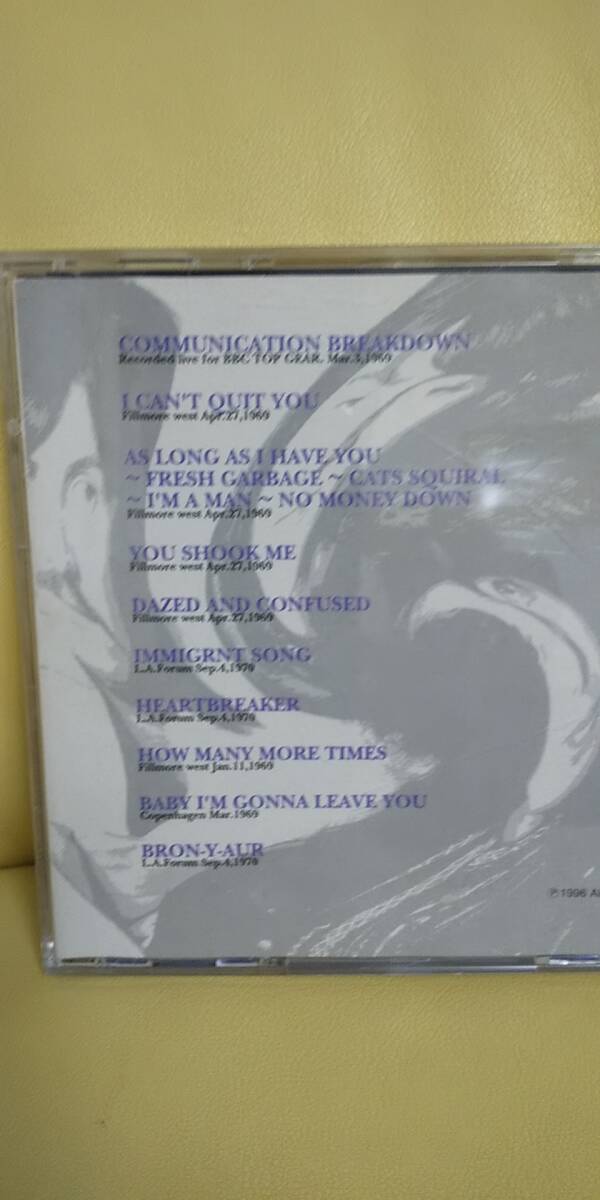 COMMUNICATION BREAKDOWN
Recorded live for BBC TOP GEAR. Mar.3,1969
I CAN'T QUIT YOU
Fillmore west Apr.27,1969
AS LONG AS I HAVE YOU
~ FRESH GARBAGE ~ CATS SQUIRAL
~ I'M A MAN ~ NO MONEY DOWN
Fillmore west Apr.27,1969
YOU SHOOK ME
Fillmore west Apr.27,1969
DAZED AND CONFUSED
Fillmore west Apr.27,1969
IMMIGRNT SONG
L.A.Forum Sep.4,1970
HEARTBREAKER
L.A.Forum Sep.4,1970
HOW MANY MORE TIMES
Fillmore west Jan.11,1969
BABY I'M GONNA LEAVE YOU
Copenhagen Mar.1969
BRON-Y-AUR
L.A.Forum Sep.4,1970
℗1996